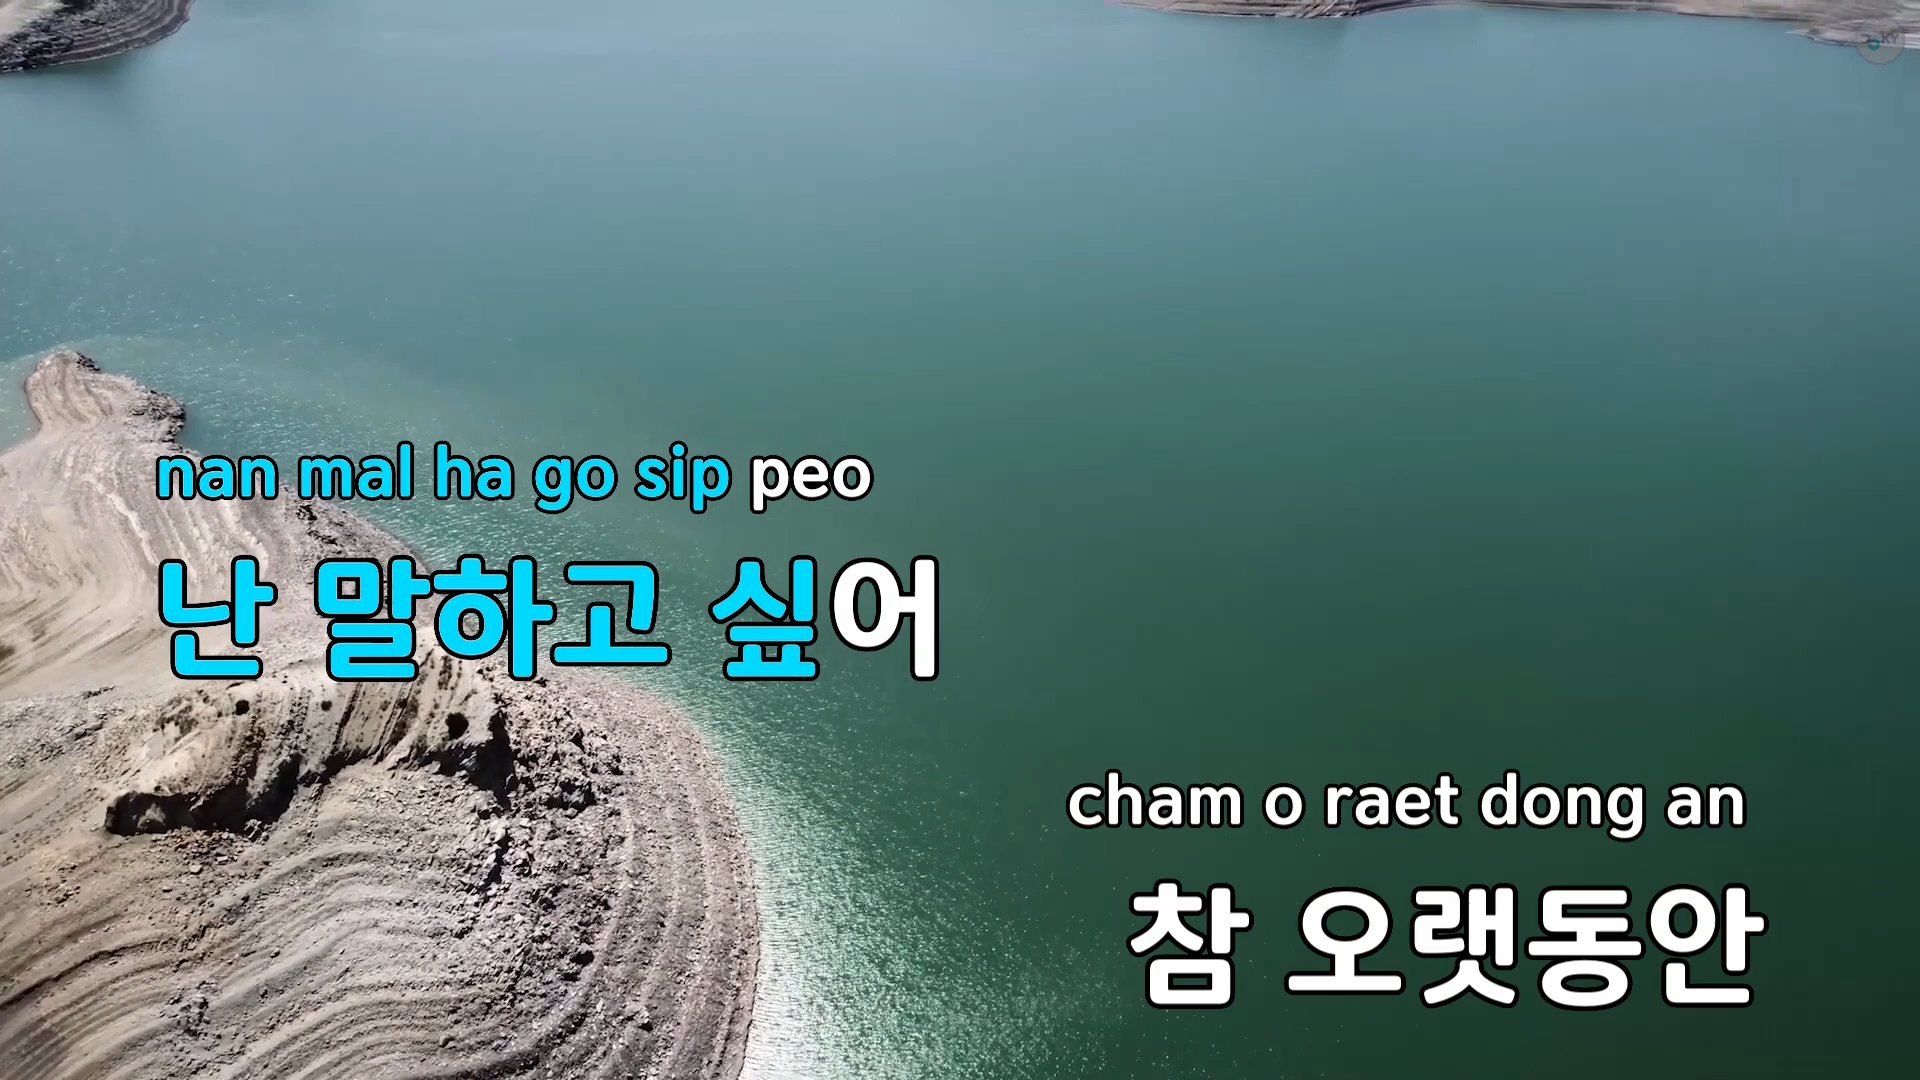 nan mal ha go sip peo
난 말하고 싶어
cham o raet dong an
참 오랫동안